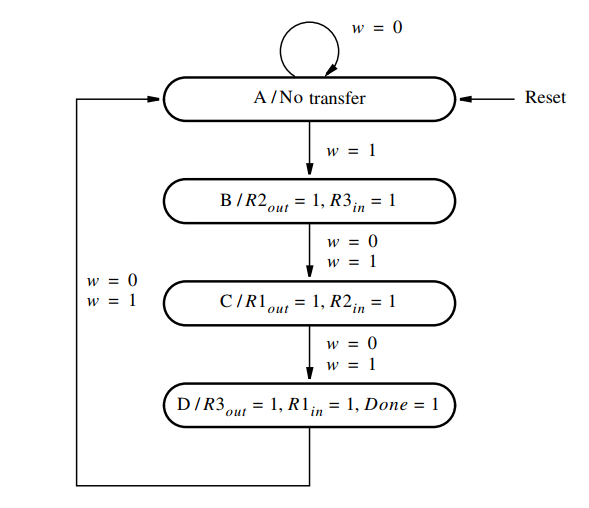 w = 0
A/No transfer
Reset
w = 1
B/R2out = 1, R3in = 1
w = 0
w = 1
w = 0
w = 1
C/R1out = 1, R2in = 1
w = 0
w = 1
D/R3out = 1, R1in = 1, Done = 1